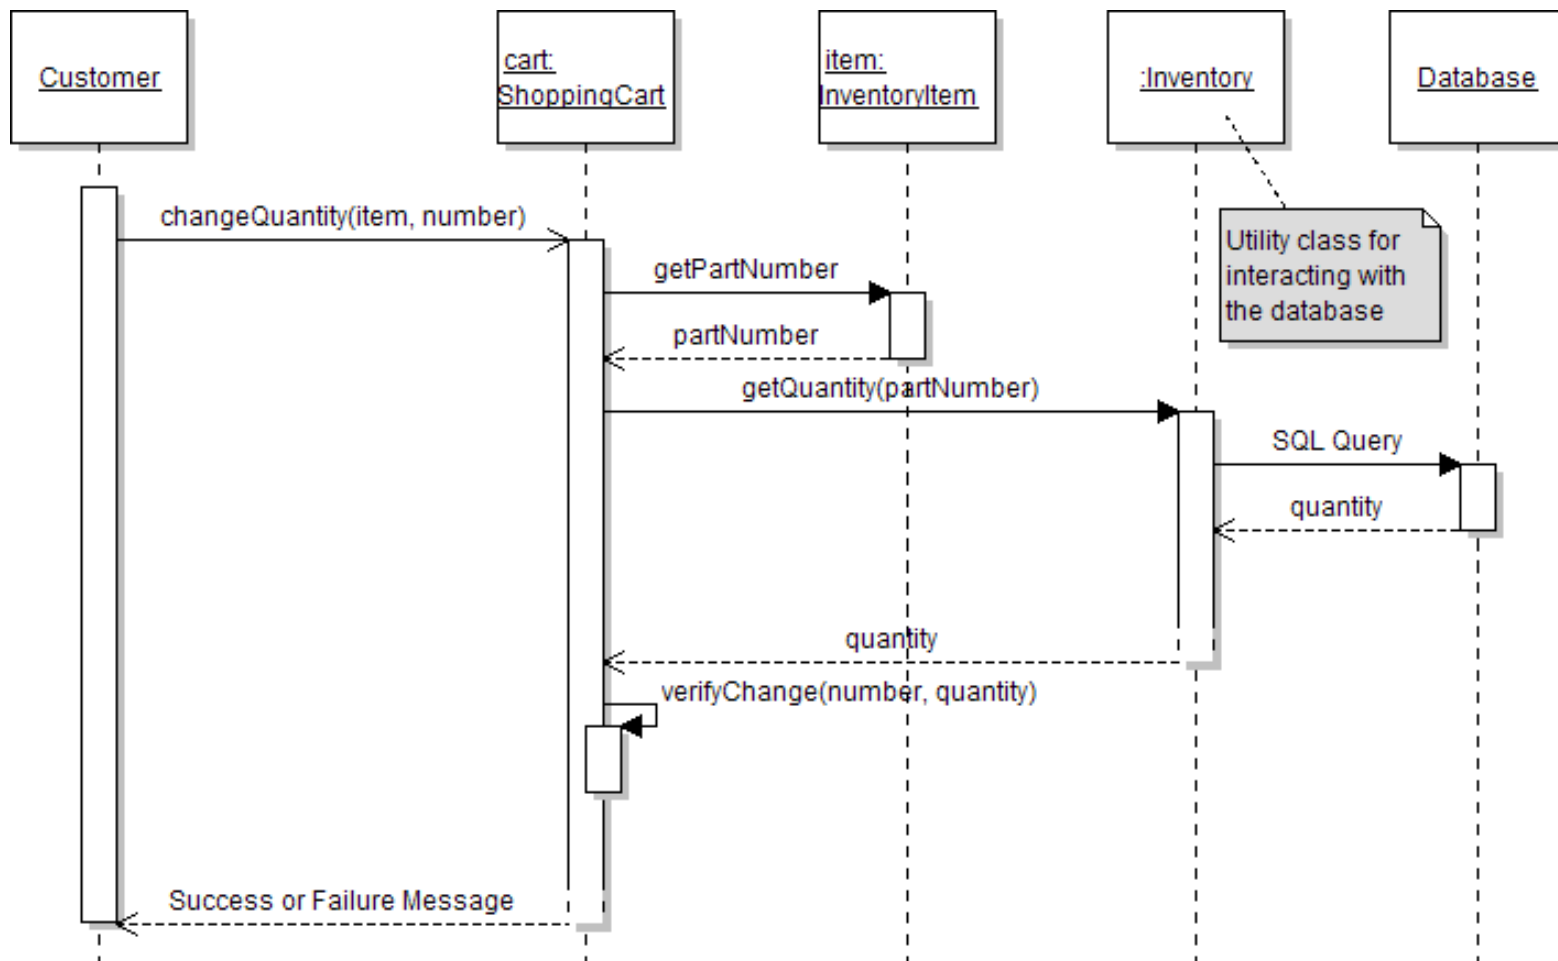 Customer
cart:
ShoppingCart
item:
InventoryItem
:Inventory
Database
changeQuantity(item, number)
Utility class for
interacting with
the database
getPartNumber
partNumber
getQuantity(partNumber)
SQL Query
quantity
quantity
verifyChange(number, quantity)
Success or Failure Message